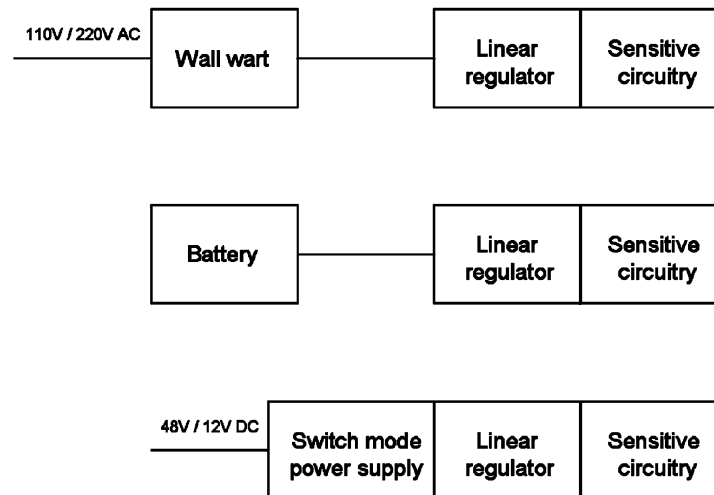 110V / 220V AC
Wall wart
Linear
regulator
Sensitive
circuitry
Battery
Linear
regulator
Sensitive
circuitry
48V / 12V DC
Switch mode
power supply
Linear
regulator
Sensitive
circuitry